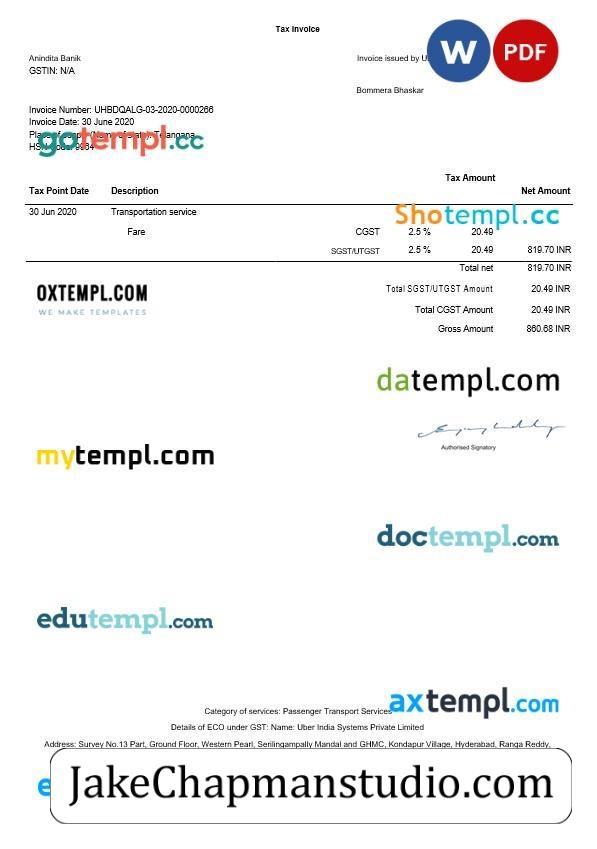 Tax Invoice
W PDF
Anindita Banik
GSTIN: N/A
Invoice issued by U
Bommera Bhaskar
Invoice Number: UHBDQALG-03-2020-0000266
Invoice Date: 30 June 2020
Telangana
gotempl.cc
Tax Amount
Tax Point Date Description Net Amount
30 Jun 2020 Transportation service
Shotempl.cc
Fare CGST 2.5 % 20.49
SGST/UTGST 2.5 % 20.49 819.70 INR
Total net 819.70 INR
Total SGST/UTGST Amount 20.49 INR
OXTEMPL.COM
WE MAKE TEMPLATES
Total CGST Amount 20.49 INR
Gross Amount 860.68 INR
datempl.com
Authorised Signatory
mytempl.com
doctempl.com
edutempl.com
axtempl.com
Category of services: Passenger Transport Services
Details of ECO under GST: Name: Uber India Systems Private Limited
Address: Survey No.13 Part, Ground Floor, Western Pearl, Serilingampally Mandal and GHMC, Kondapur Village, Hyderabad, Ranga Reddy,
JakeChapmanstudio.com